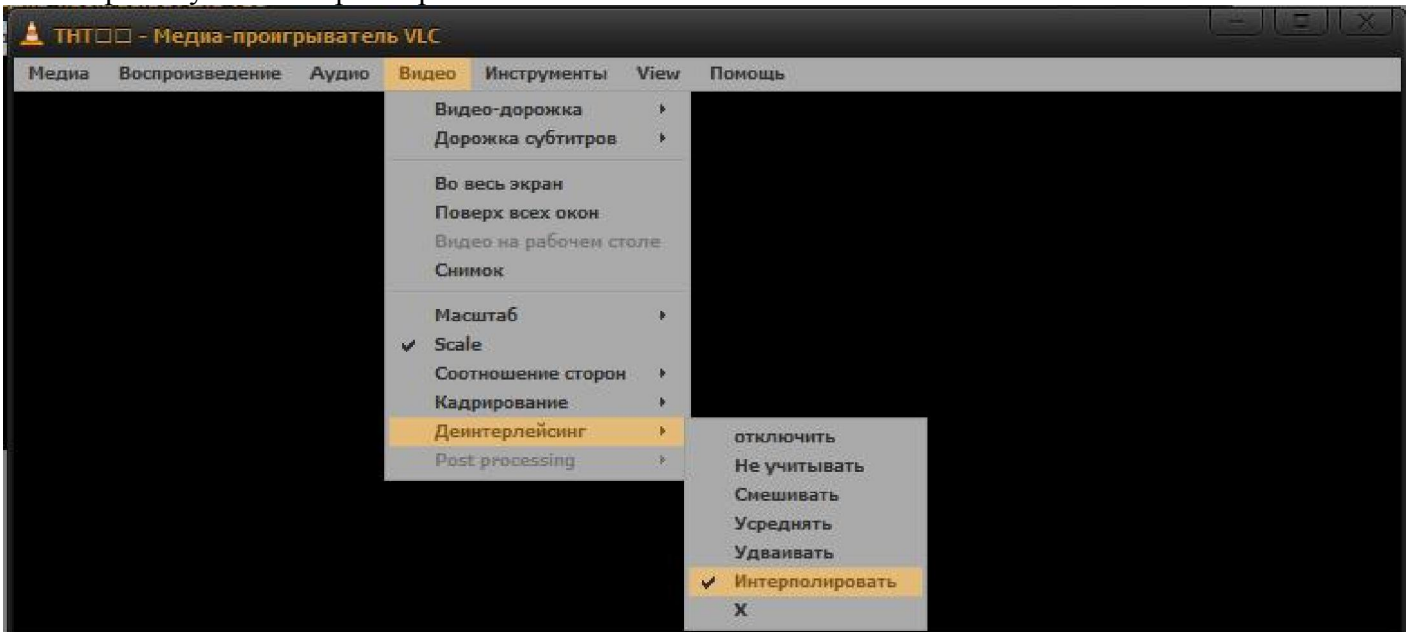 ТНТ□□ - Медиа-проигрыватель VLC
Медиа Воспроизведение Аудио Видео Инструменты View Помощь
Видео-дорожка
Дорожка субтитров
Во весь экран
Поверх всех окон
Видео на рабочем столе
Снимок
Масштаб
Scale
Соотношение сторон
Кадрирование
Деинтерлейсинг
Post processing
отключить
Не учитывать
Смешивать
Усреднять
Удваивать
Интерполировать
X